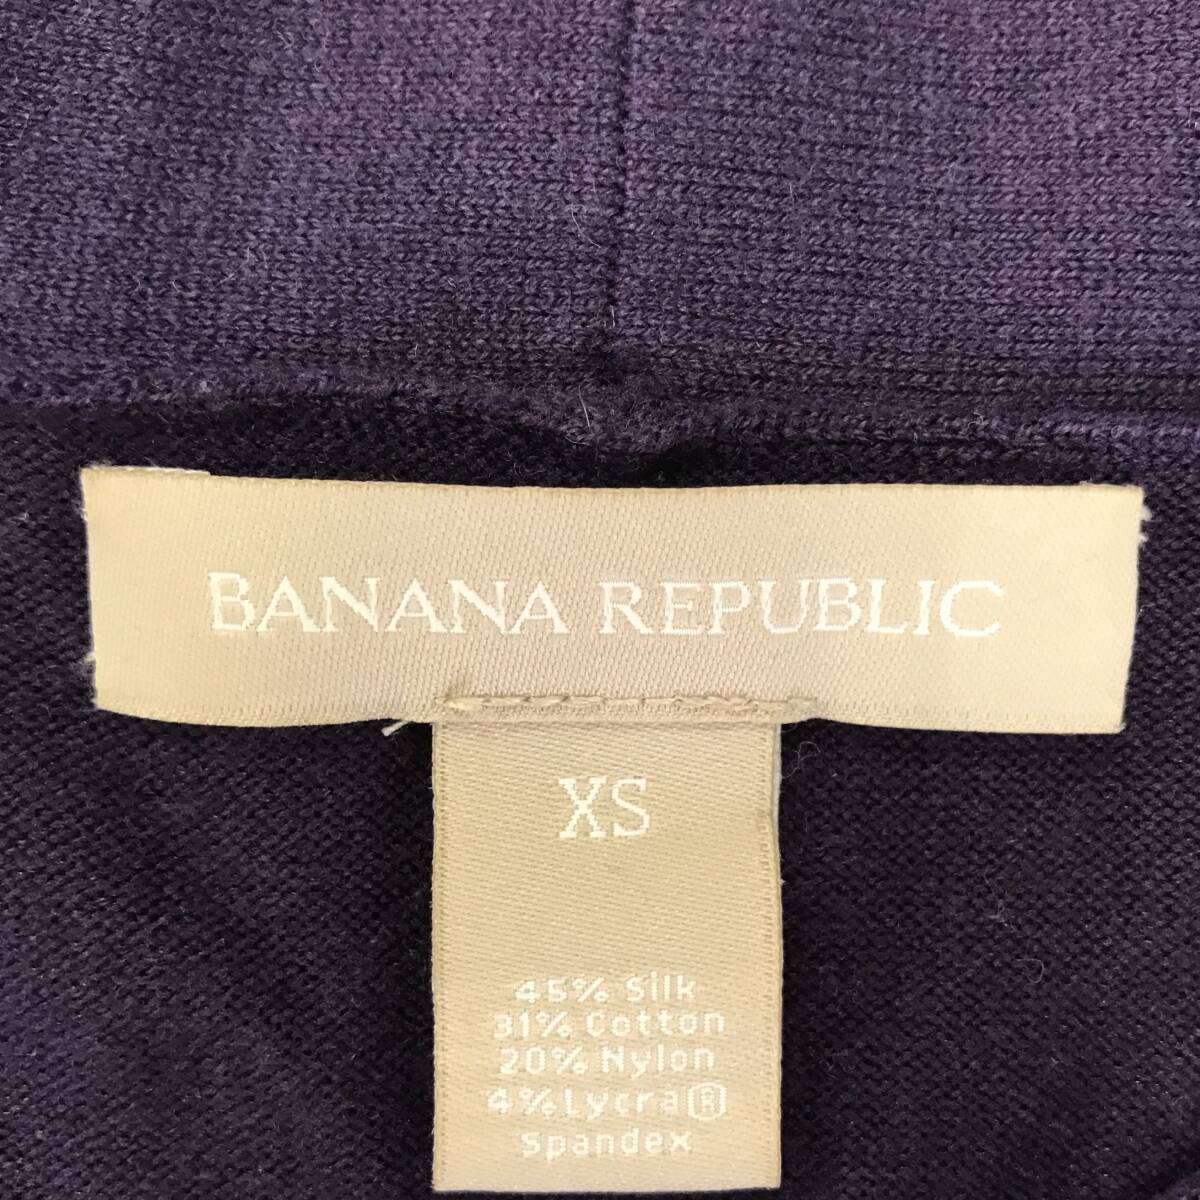 BANANA REPUBLIC
XS
45% Silk
31% Cotton
20% Nylon
4% Lycra®
Spandex